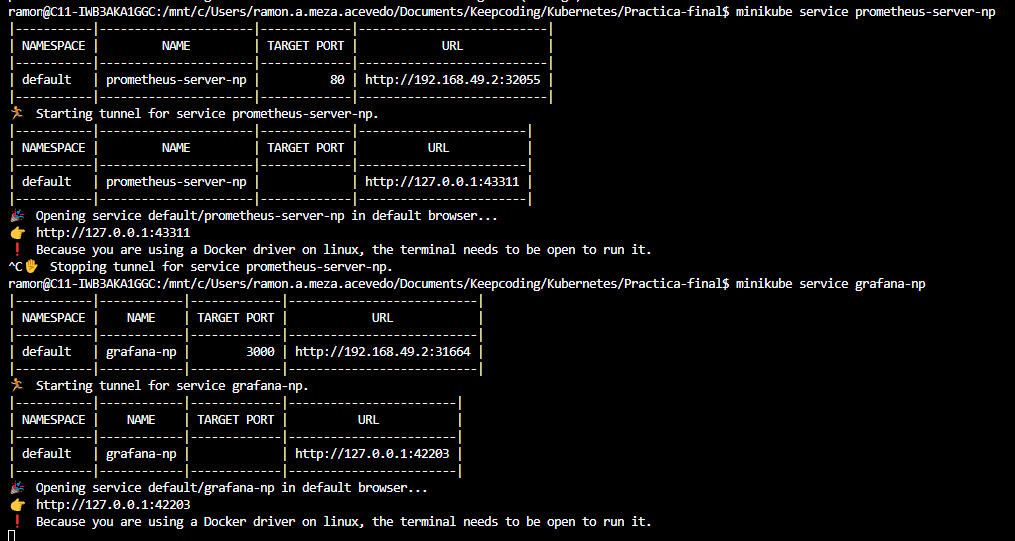 ramon@C11-IWB3AKA1GGC:/mnt/c/Users/ramon.a.meza.acevedo/Documents/Keepcoding/Kubernetes/Practica-final$ minikube service prometheus-server-np
|-----------|----------------------|-------------|---------------------------|
| NAMESPACE | NAME | TARGET PORT | URL |
|-----------|----------------------|-------------|---------------------------|
| default | prometheus-server-np | 80 | http://192.168.49.2:32055 |
|-----------|----------------------|-------------|---------------------------|
🏃 Starting tunnel for service prometheus-server-np.
|-----------|----------------------|-------------|------------------------|
| NAMESPACE | NAME | TARGET PORT | URL |
|-----------|----------------------|-------------|------------------------|
| default | prometheus-server-np | | http://127.0.0.1:43311 |
|-----------|----------------------|-------------|------------------------|
🎉 Opening service default/prometheus-server-np in default browser...
👉 http://127.0.0.1:43311
❗ Because you are using a Docker driver on linux, the terminal needs to be open to run it.
^C✋ Stopping tunnel for service prometheus-server-np.
ramon@C11-IWB3AKA1GGC:/mnt/c/Users/ramon.a.meza.acevedo/Documents/Keepcoding/Kubernetes/Practica-final$ minikube service grafana-np
|-----------|------------|-------------|---------------------------|
| NAMESPACE | NAME | TARGET PORT | URL |
|-----------|------------|-------------|---------------------------|
| default | grafana-np | 3000 | http://192.168.49.2:31664 |
|-----------|------------|-------------|---------------------------|
🏃 Starting tunnel for service grafana-np.
|-----------|------------|-------------|------------------------|
| NAMESPACE | NAME | TARGET PORT | URL |
|-----------|------------|-------------|------------------------|
| default | grafana-np | | http://127.0.0.1:42203 |
|-----------|------------|-------------|------------------------|
🎉 Opening service default/grafana-np in default browser...
👉 http://127.0.0.1:42203
❗ Because you are using a Docker driver on linux, the terminal needs to be open to run it.